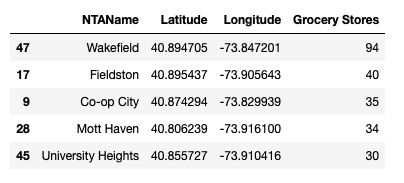 NTAName Latitude Longitude Grocery Stores
47 Wakefield 40.894705 -73.847201 94
17 Fieldston 40.895437 -73.905643 40
9 Co-op City 40.874294 -73.829939 35
28 Mott Haven 40.806239 -73.916100 34
45 University Heights 40.855727 -73.910416 30